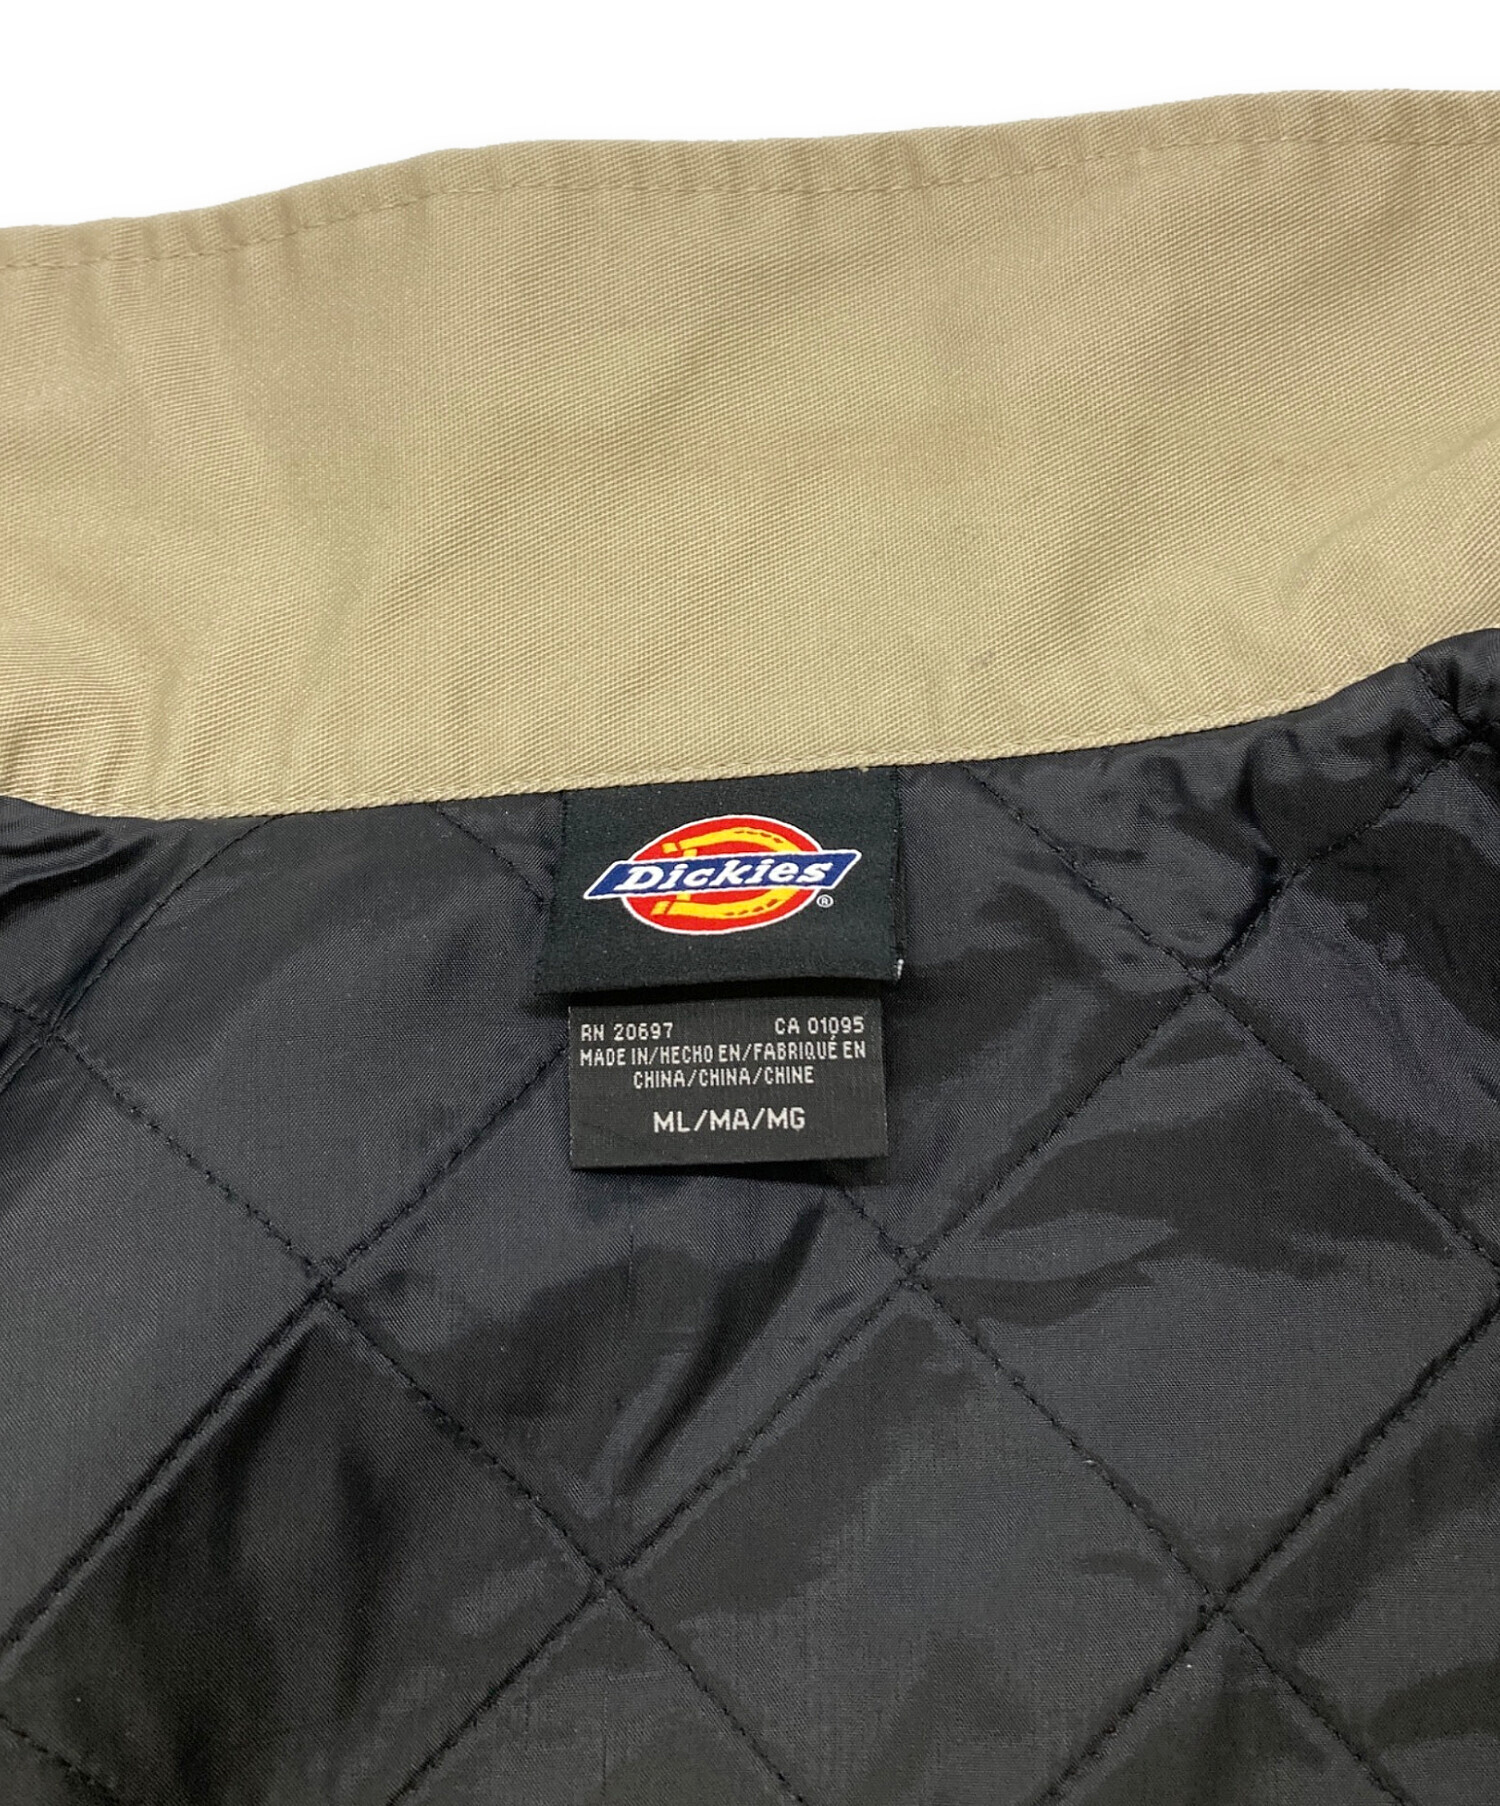 Dickies®
RN 20697 CA 01095
MADE IN/HECHO EN/FABRIQUÉ EN
CHINA/CHINA/CHINE
ML/MA/MG